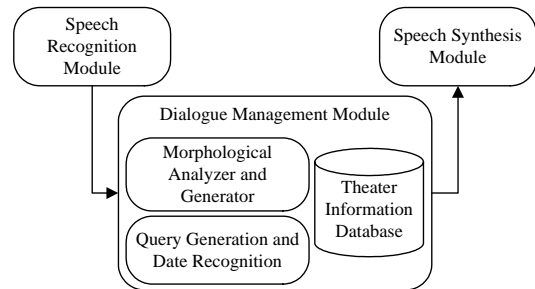 Speech
Recognition
Module
Speech Synthesis
Module
Dialogue Management Module
Morphological
Analyzer and
Generator
Theater
Information
Database
Query Generation and
Date Recognition